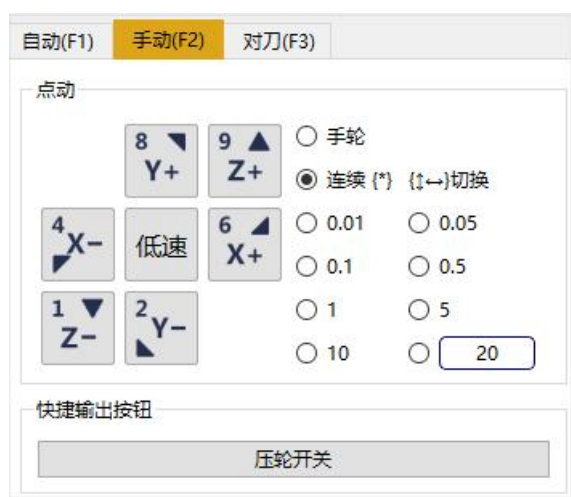 自动(F1) 手动(F2) 对刀(F3)
点动
8 Y+ 9 Z+ 手轮
连续 {*} {↕↔}切换
4 X- 低速 6 X+ 0.01 0.05
0.1 0.5
1 Z- 2 Y- 1 5
10 20
快捷输出按钮
压轮开关